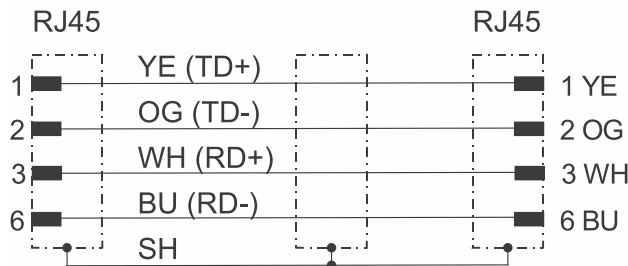 RJ45 RJ45
1 YE (TD+) 1 YE
2 OG (TD-) 2 OG
3 WH (RD+) 3 WH
6 BU (RD-) 6 BU
SH